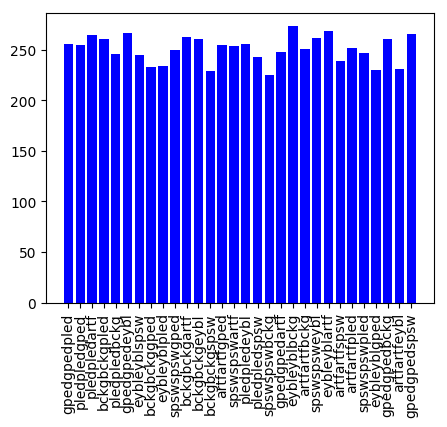 250
200
150
100
50
0
gpedgpedpled
pledpledgped
pledpledartf
bckgbckgpled
pledpledbckg
gpedgpedeybl
eybleyblspsw
bckgbckggped
eybleyblpled
spswspswgped
bckgbckgartf
bckgbckgeybl
bckgbckgspsw
artfartfgped
spswspswartf
pledpledeybl
pledpledspsw
spswspswbckg
gpedgpedartf
eybleyblbckg
artfartfbckg
spswspsweybl
eybleyblartf
artfartfspsw
artfartfpled
spswspswpled
eybleyblgped
gpedgpedbckg
artfartfeybl
gpedgpedspsw